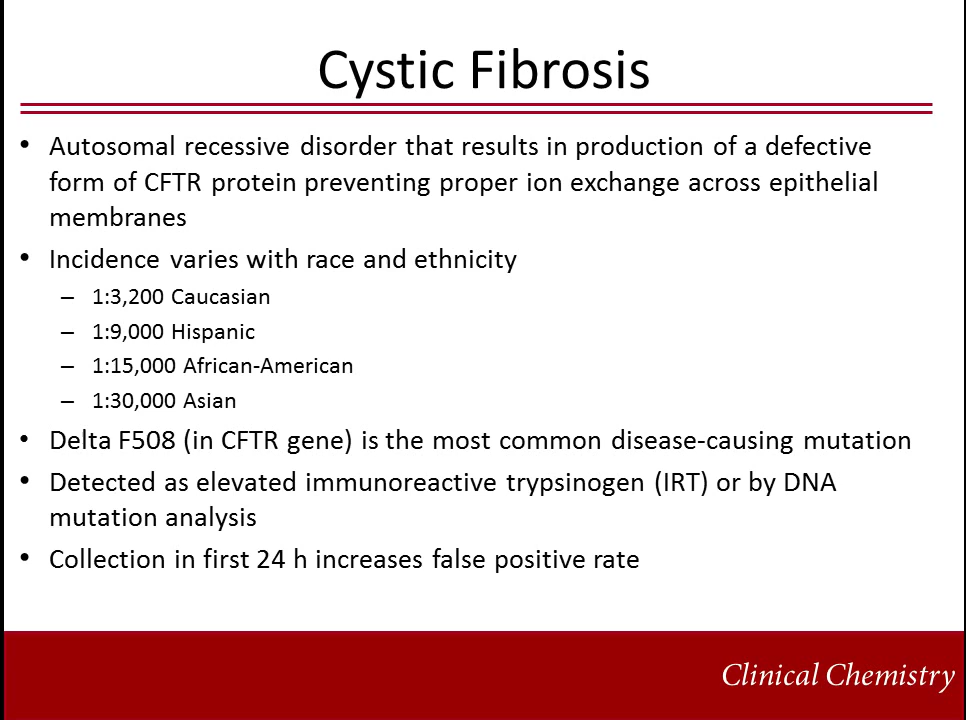 Cystic Fibrosis
• Autosomal recessive disorder that results in production of a defective
form of CFTR protein preventing proper ion exchange across epithelial
membranes
• Incidence varies with race and ethnicity
– 1:3,200 Caucasian
– 1:9,000 Hispanic
– 1:15,000 African-American
– 1:30,000 Asian
• Delta F508 (in CFTR gene) is the most common disease-causing mutation
• Detected as elevated immunoreactive trypsinogen (IRT) or by DNA
mutation analysis
• Collection in first 24 h increases false positive rate
Clinical Chemistry